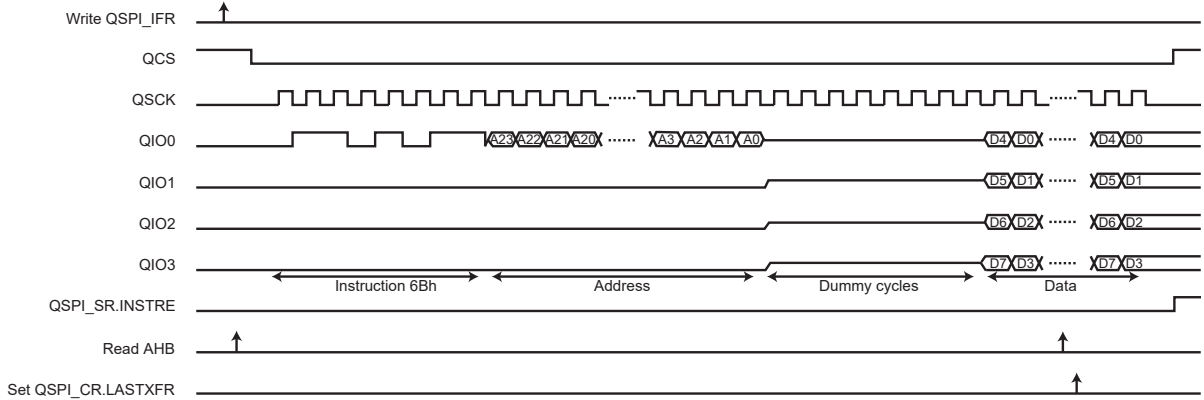 Write QSPI_IFR
QCS
QSCK
QIO0 A23 A22 A21 A20 ...... A3 A2 A1 A0 D4 D0 ...... D4 D0
QIO1 D5 D1 ...... D5 D1
QIO2 D6 D2 ...... D6 D2
QIO3 D7 D3 ...... D7 D3
Instruction 6Bh Address Dummy cycles Data
QSPI_SR.INSTRE
Read AHB
Set QSPI_CR.LASTXFR